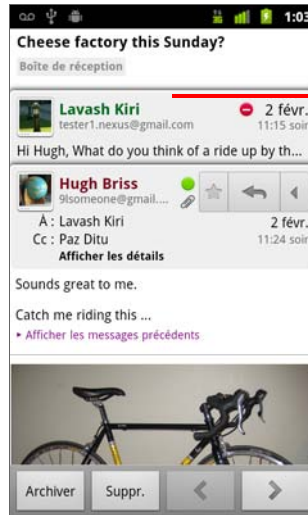 1:03
Cheese factory this Sunday?
Boîte de réception
Lavash Kiri
2 févr.
tester1.nexus@gmail.com
11:15 soir
Hi Hugh, What do you think of a ride up by th...
Hugh Briss
9lsomeone@gmail....
À : Lavash Kiri
2 févr.
Cc : Paz Ditu
11:24 soir
Afficher les détails
Sounds great to me.
Catch me riding this ...
▸ Afficher les messages précédents
Archiver
Suppr.